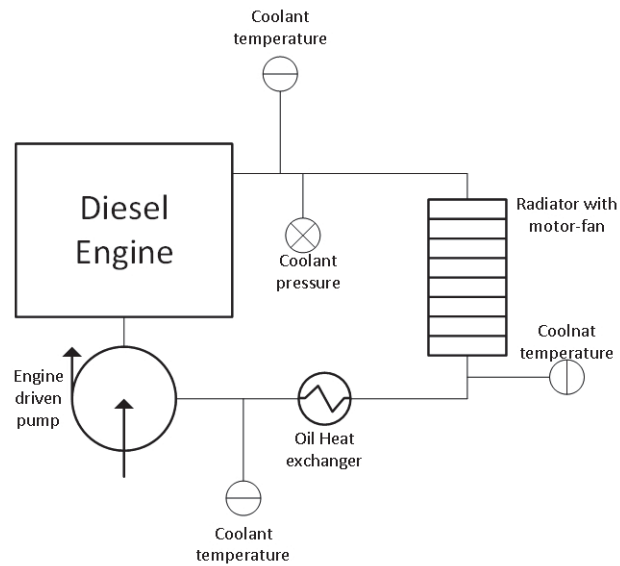 Coolant
temperature
Diesel
Engine
Radiator with
motor-fan
Coolant
pressure
Coolnat
temperature
Engine
driven
pump
Oil Heat
exchanger
Coolant
temperature